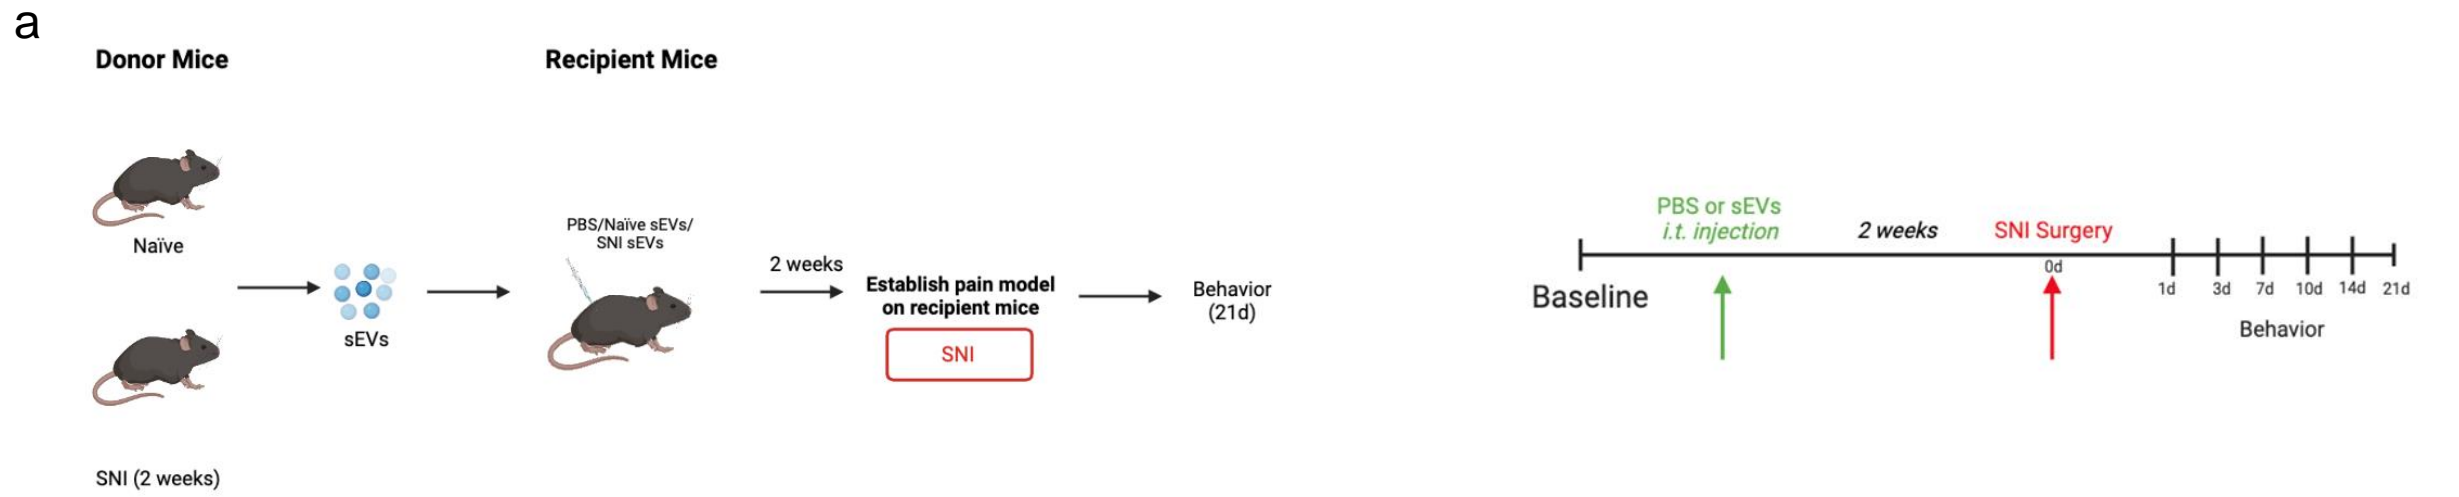 a
Donor Mice
Recipient Mice
Naïve
SNI (2 weeks)
sEVs
PBS/Naïve sEVs/
SNI sEVs
2 weeks
Establish pain model
on recipient mice
SNI
Behavior
(21d)
Baseline
PBS or sEVs
i.t. injection
2 weeks
SNI Surgery
0d
1d 3d 7d 10d 14d 21d
Behavior